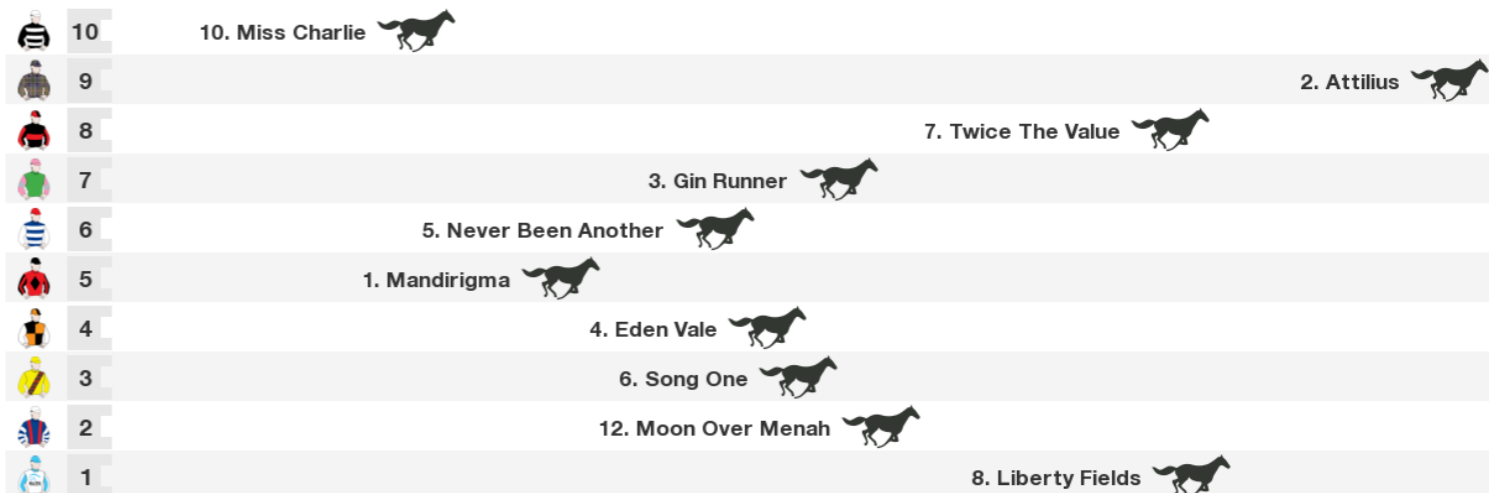 10 10. Miss Charlie
9 2. Attilius
8 7. Twice The Value
7 3. Gin Runner
6 5. Never Been Another
5 1. Mandirigma
4 4. Eden Vale
3 6. Song One
2 12. Moon Over Menah
1 8. Liberty Fields